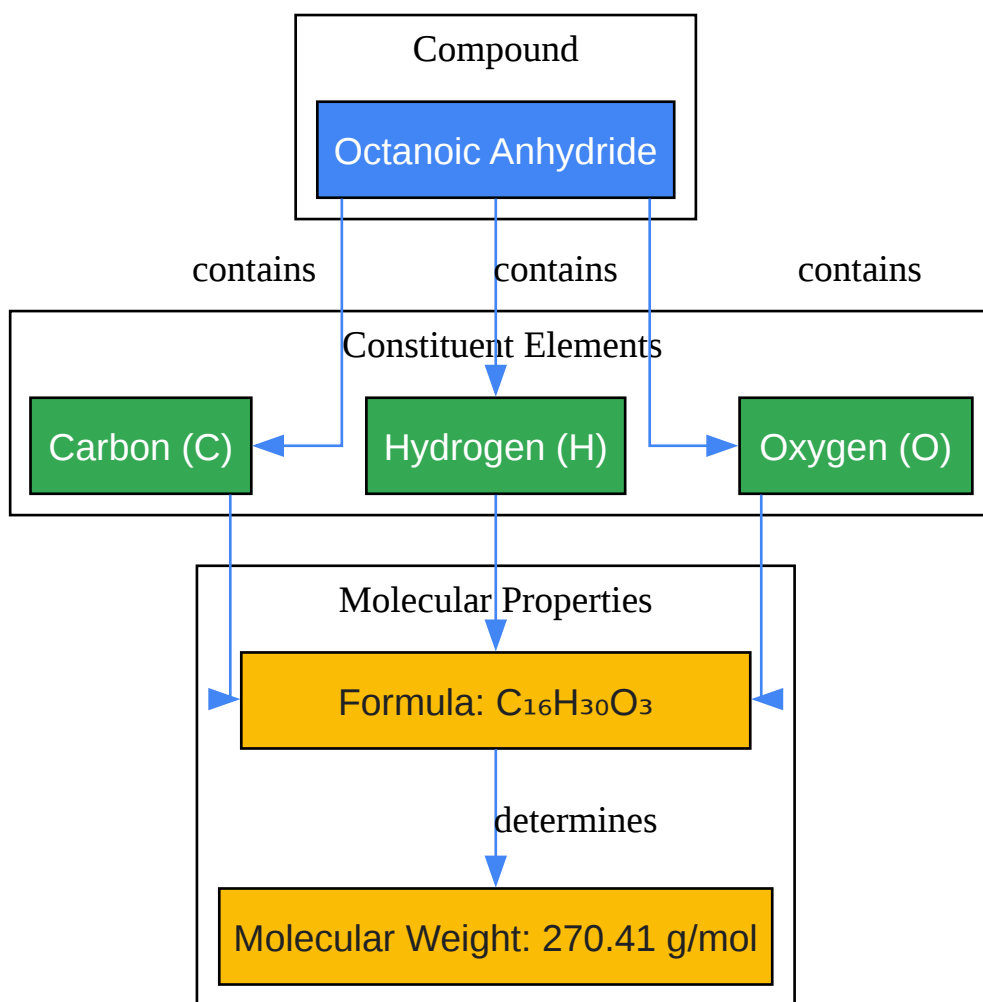 Compound
Octanoic Anhydride
contains
contains
contains
Constituent Elements
Carbon (C)
Hydrogen (H)
Oxygen (O)
Molecular Properties
Formula: C₁₆H₃₀O₃
determines
Molecular Weight: 270.41 g/mol